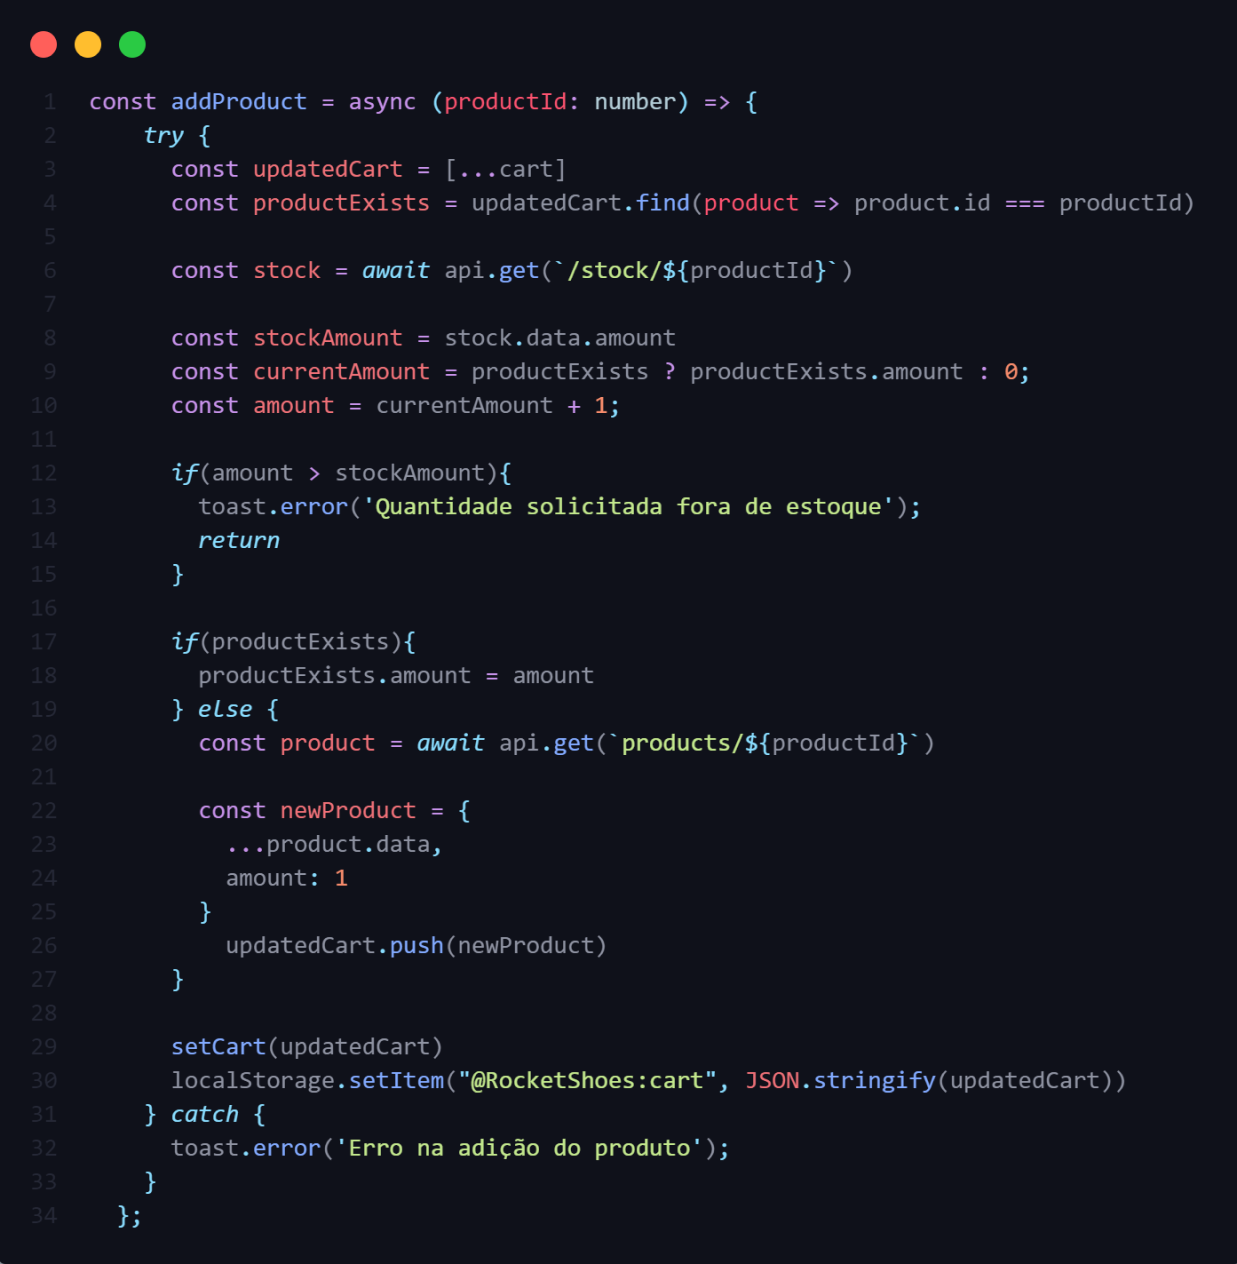 1 const addProduct = async (productId: number) => {
2 try {
3 const updatedCart = [...cart]
4 const productExists = updatedCart.find(product => product.id === productId)
5
6 const stock = await api.get(`/stock/${productId}`)
7
8 const stockAmount = stock.data.amount
9 const currentAmount = productExists ? productExists.amount : 0;
10 const amount = currentAmount + 1;
11
12 if(amount > stockAmount){
13 toast.error('Quantidade solicitada fora de estoque');
14 return
15 }
16
17 if(productExists){
18 productExists.amount = amount
19 } else {
20 const product = await api.get(`products/${productId}`)
21
22 const newProduct = {
23 ...product.data,
24 amount: 1
25 }
26 updatedCart.push(newProduct)
27 }
28
29 setCart(updatedCart)
30 localStorage.setItem("@RocketShoes:cart", JSON.stringify(updatedCart))
31 } catch {
32 toast.error('Erro na adição do produto');
33 }
34 };